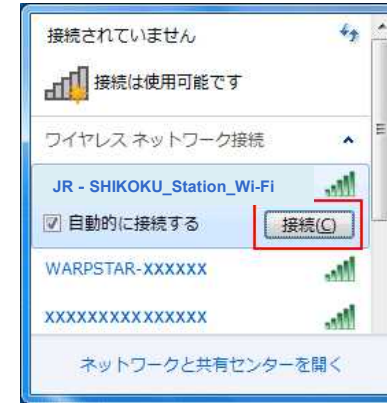 接続されていません
接続は使用可能です
ワイヤレス ネットワーク接続
JR - SHIKOKU_Station_Wi-Fi
自動的に接続する 接続(C)
WARPSTAR-XXXXXX
XXXXXXXXXXXXXXX
ネットワークと共有センターを開く